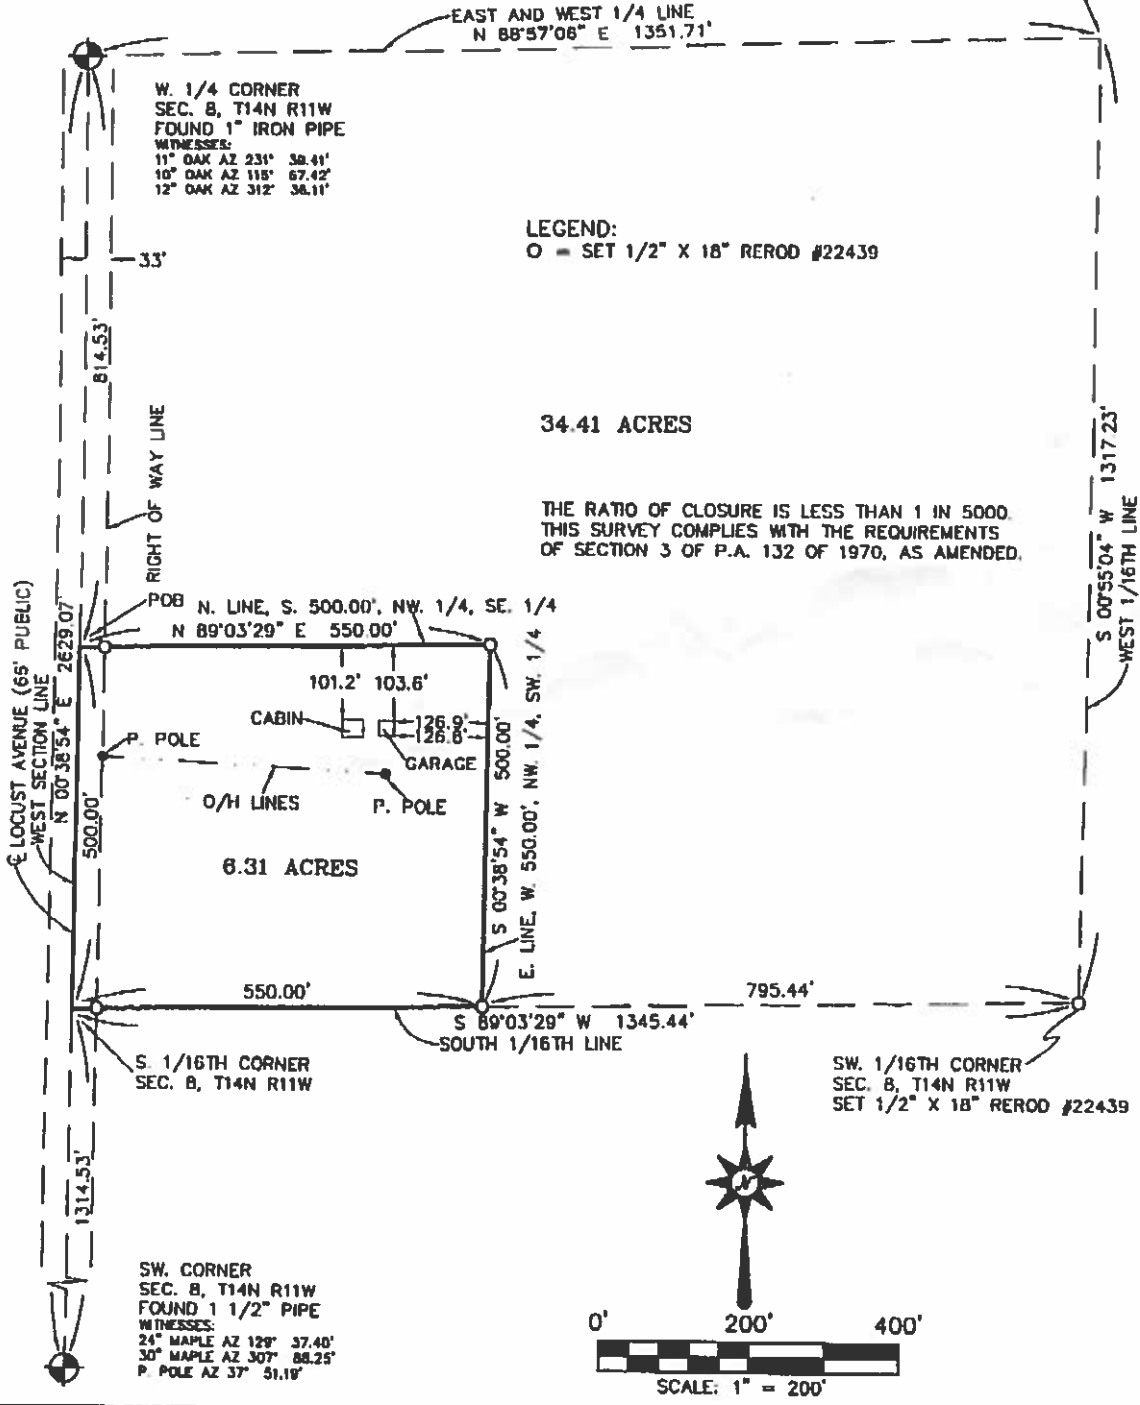 EAST AND WEST 1/4 LINE
N 88°57'06" E 1351.71'
W. 1/4 CORNER
SEC. 8, T14N R11W
FOUND 1" IRON PIPE
WITNESSES:
11" OAK AZ 231° 39.41'
10" OAK AZ 115° 67.42'
12" OAK AZ 312° 38.11'
LEGEND:
O = SET 1/2" X 18" REROD #22439
33'
814.53'
RIGHT OF WAY LINE
34.41 ACRES
THE RATIO OF CLOSURE IS LESS THAN 1 IN 5000.
THIS SURVEY COMPLIES WITH THE REQUIREMENTS
OF SECTION 3 OF P.A. 132 OF 1970, AS AMENDED.
S 00°55'04" W 1317.23'
WEST 1/16TH LINE
POB
N. LINE, S. 500.00', NW. 1/4, SE. 1/4
N 89°03'29" E 550.00'
℄ LOCUST AVENUE (66' PUBLIC)
WEST SECTION LINE
N 00°38'54" E 2629.07'
500.00'
101.2' 103.6'
CABIN
126.9'
126.8'
GARAGE
P. POLE
O/H LINES
P. POLE
6.31 ACRES
S 00°38'54" W 500.00'
E. LINE, W. 550.00', NW. 1/4, SW. 1/4
550.00'
795.44'
S 89°03'29" W 1345.44'
SOUTH 1/16TH LINE
S. 1/16TH CORNER
SEC. 8, T14N R11W
SW. 1/16TH CORNER
SEC. 8, T14N R11W
SET 1/2" X 18" REROD #22439
1314.53'
N
SW. CORNER
SEC. 8, T14N R11W
FOUND 1 1/2" PIPE
WITNESSES:
24" MAPLE AZ 129° 37.40'
30" MAPLE AZ 307° 88.25'
P. POLE AZ 37° 51.19'
0' 200' 400'
SCALE: 1" = 200'